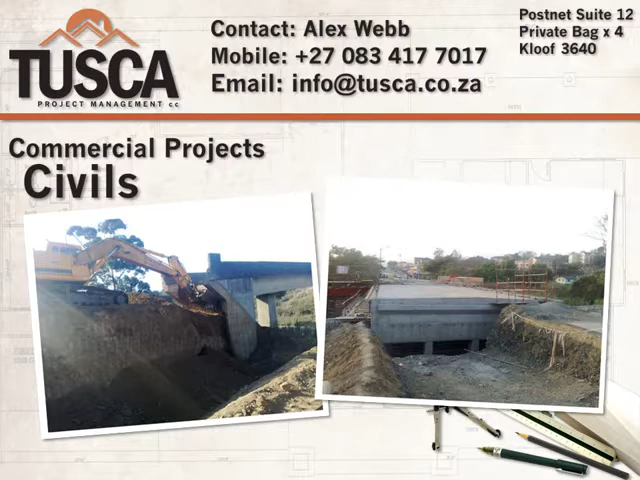 TUSCA
PROJECT MANAGEMENT cc
Contact: Alex Webb
Mobile: +27 083 417 7017
Email: info@tusca.co.za
Postnet Suite 12
Private Bag x 4
Kloof 3640
Commercial Projects
Civils